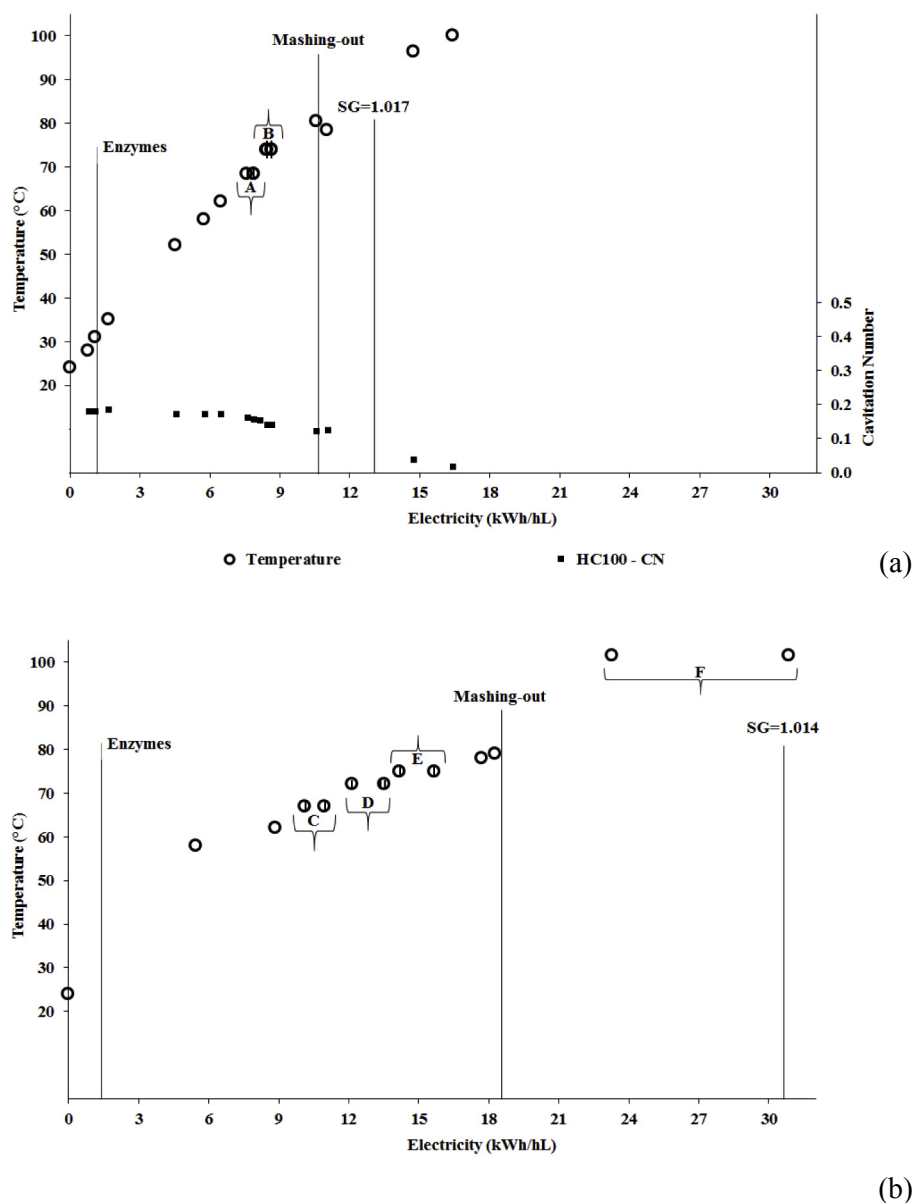 100
90
80
70
60
50
40
30
20
Temperature (°C)
Enzymes
A
B
Mashing-out
SG=1.017
0.5
0.4
0.3
0.2
0.1
0.0
Cavitation Number
0 3 6 9 12 15 18 21 24 27 30
Electricity (kWh/hL)
Temperature HC100 - CN
(a)
100
90
80
70
60
50
40
30
20
Temperature (°C)
Enzymes
C
D
E
Mashing-out
F
SG=1.014
0 3 6 9 12 15 18 21 24 27 30
Electricity (kWh/hL)
(b)